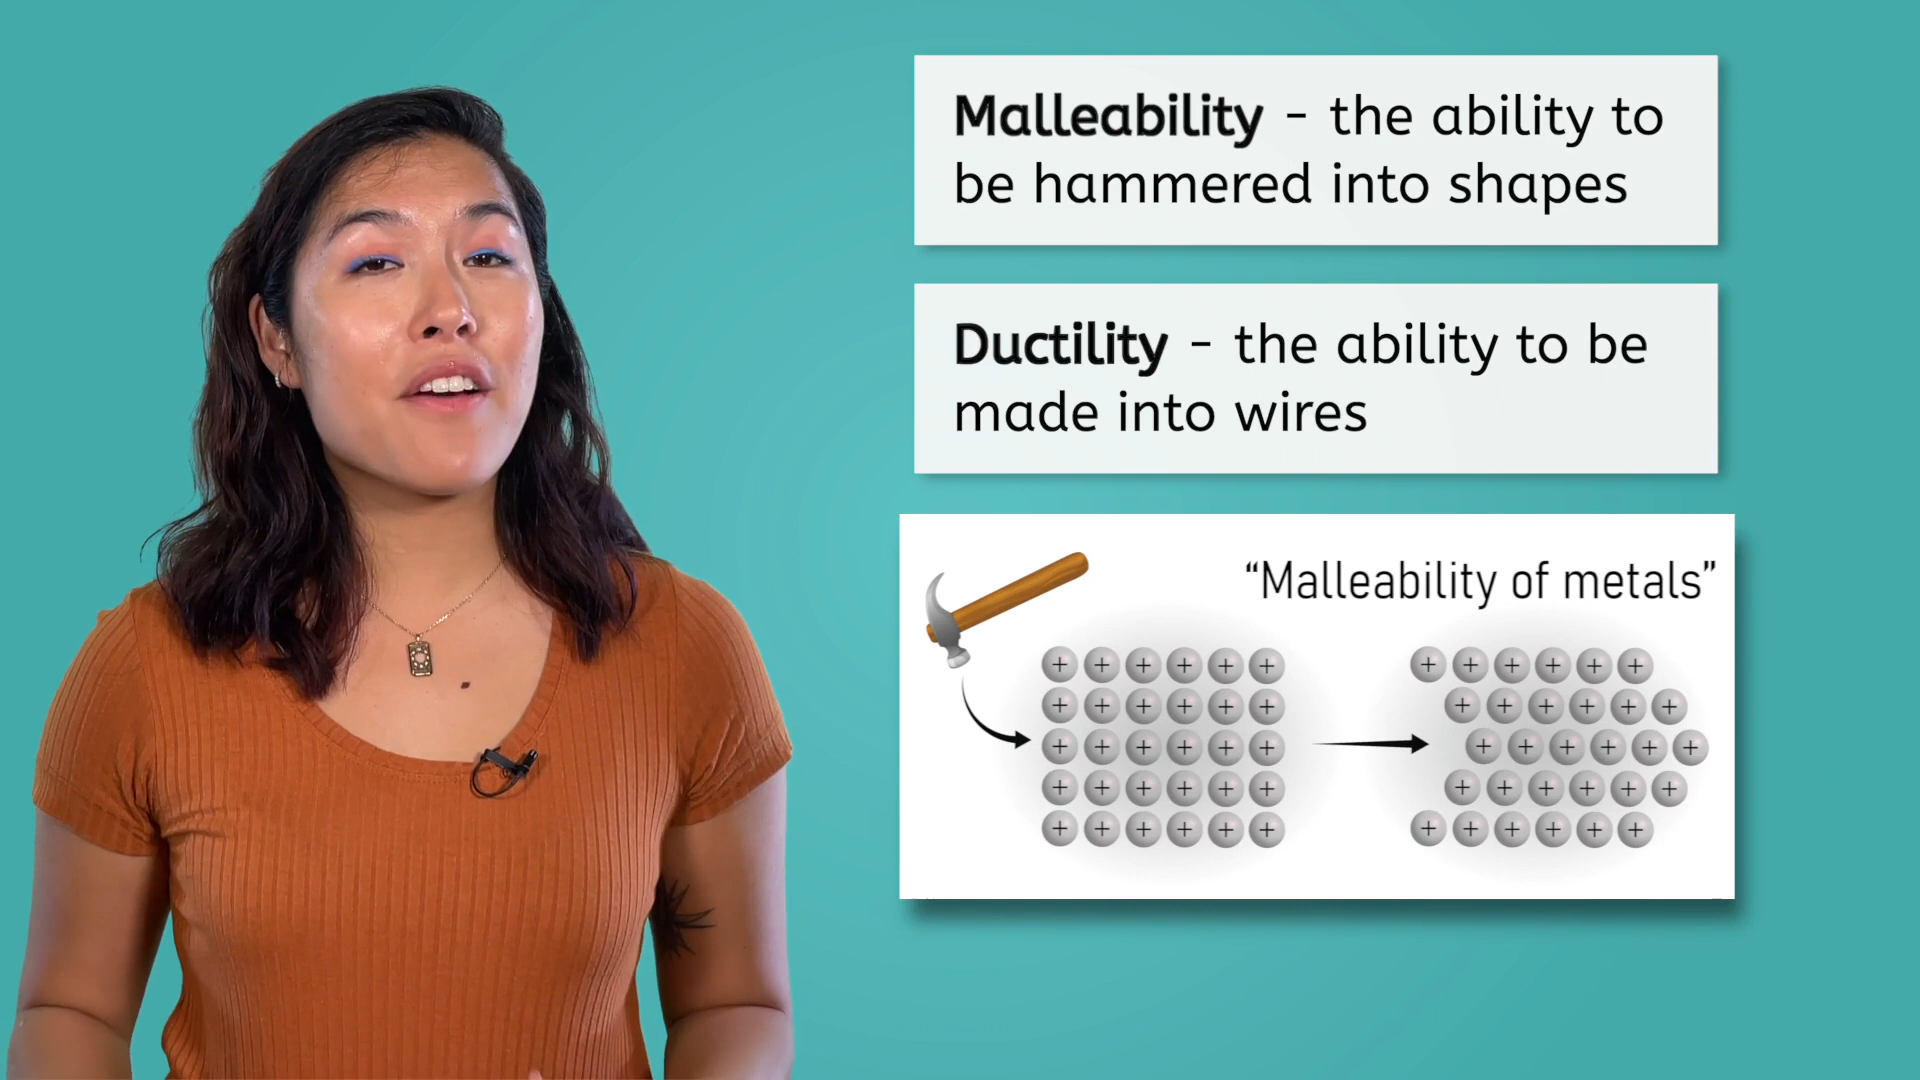 Malleability - the ability to
be hammered into shapes
Ductility - the ability to be
made into wires
“Malleability of metals”
+ + + + + + + + + + + +
+ + + + + + + + + + + +
+ + + + + + + + + + + +
+ + + + + + + + + + + +
+ + + + + + + + + + + +